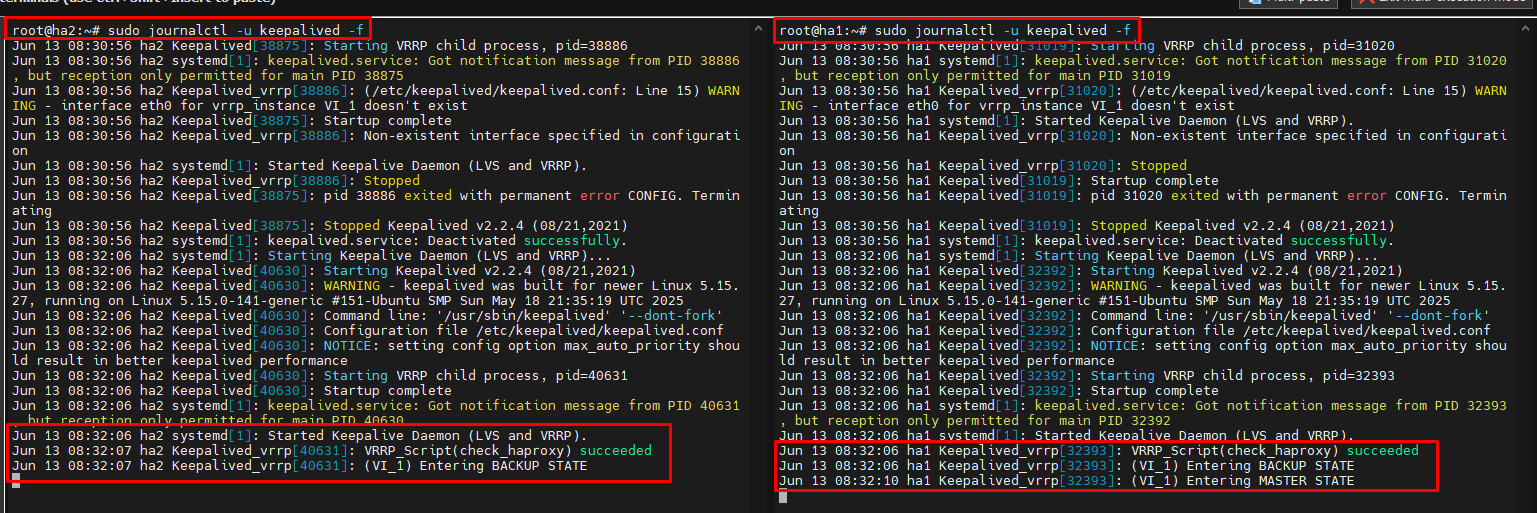 terminals (use Ctrl+Shift+Insert to paste)
root@ha2:~# sudo journalctl -u keepalived -f
Jun 13 08:30:56 ha2 Keepalived[38875]: Starting VRRP child process, pid=38886
Jun 13 08:30:56 ha2 systemd[1]: keepalived.service: Got notification message from PID 38886
, but reception only permitted for main PID 38875
Jun 13 08:30:56 ha2 Keepalived_vrrp[38886]: (/etc/keepalived/keepalived.conf: Line 15) WARN
ING - interface eth0 for vrrp_instance VI_1 doesn't exist
Jun 13 08:30:56 ha2 Keepalived[38875]: Startup complete
Jun 13 08:30:56 ha2 Keepalived_vrrp[38886]: Non-existent interface specified in configurati
on
Jun 13 08:30:56 ha2 systemd[1]: Started Keepalive Daemon (LVS and VRRP).
Jun 13 08:30:56 ha2 Keepalived_vrrp[38886]: Stopped
Jun 13 08:30:56 ha2 Keepalived[38875]: pid 38886 exited with permanent error CONFIG. Termin
ating
Jun 13 08:30:56 ha2 Keepalived[38875]: Stopped Keepalived v2.2.4 (08/21,2021)
Jun 13 08:30:56 ha2 systemd[1]: keepalived.service: Deactivated successfully.
Jun 13 08:32:06 ha2 systemd[1]: Starting Keepalive Daemon (LVS and VRRP)...
Jun 13 08:32:06 ha2 Keepalived[40630]: Starting Keepalived v2.2.4 (08/21,2021)
Jun 13 08:32:06 ha2 Keepalived[40630]: WARNING - keepalived was built for newer Linux 5.15.
27, running on Linux 5.15.0-141-generic #151-Ubuntu SMP Sun May 18 21:35:19 UTC 2025
Jun 13 08:32:06 ha2 Keepalived[40630]: Command line: '/usr/sbin/keepalived' '--dont-fork'
Jun 13 08:32:06 ha2 Keepalived[40630]: Configuration file /etc/keepalived/keepalived.conf
Jun 13 08:32:06 ha2 Keepalived[40630]: NOTICE: setting config option max_auto_priority shou
ld result in better keepalived performance
Jun 13 08:32:06 ha2 Keepalived[40630]: Starting VRRP child process, pid=40631
Jun 13 08:32:06 ha2 Keepalived[40630]: Startup complete
Jun 13 08:32:06 ha2 systemd[1]: keepalived.service: Got notification message from PID 40631
, but reception only permitted for main PID 40630
Jun 13 08:32:06 ha2 systemd[1]: Started Keepalive Daemon (LVS and VRRP).
Jun 13 08:32:07 ha2 Keepalived_vrrp[40631]: VRRP_Script(check_haproxy) succeeded
Jun 13 08:32:07 ha2 Keepalived_vrrp[40631]: (VI_1) Entering BACKUP STATE
root@ha1:~# sudo journalctl -u keepalived -f
Jun 13 08:30:56 ha1 Keepalived[31019]: Starting VRRP child process, pid=31020
Jun 13 08:30:56 ha1 systemd[1]: keepalived.service: Got notification message from PID 31020
, but reception only permitted for main PID 31019
Jun 13 08:30:56 ha1 Keepalived_vrrp[31020]: (/etc/keepalived/keepalived.conf: Line 15) WARN
ING - interface eth0 for vrrp_instance VI_1 doesn't exist
Jun 13 08:30:56 ha1 systemd[1]: Started Keepalive Daemon (LVS and VRRP).
Jun 13 08:30:56 ha1 Keepalived_vrrp[31020]: Non-existent interface specified in configurati
on
Jun 13 08:30:56 ha1 Keepalived_vrrp[31020]: Stopped
Jun 13 08:30:56 ha1 Keepalived[31019]: Startup complete
Jun 13 08:30:56 ha1 Keepalived[31019]: pid 31020 exited with permanent error CONFIG. Termin
ating
Jun 13 08:30:56 ha1 Keepalived[31019]: Stopped Keepalived v2.2.4 (08/21,2021)
Jun 13 08:30:56 ha1 systemd[1]: keepalived.service: Deactivated successfully.
Jun 13 08:32:06 ha1 systemd[1]: Starting Keepalive Daemon (LVS and VRRP)...
Jun 13 08:32:06 ha1 Keepalived[32392]: Starting Keepalived v2.2.4 (08/21,2021)
Jun 13 08:32:06 ha1 Keepalived[32392]: WARNING - keepalived was built for newer Linux 5.15.
27, running on Linux 5.15.0-141-generic #151-Ubuntu SMP Sun May 18 21:35:19 UTC 2025
Jun 13 08:32:06 ha1 Keepalived[32392]: Command line: '/usr/sbin/keepalived' '--dont-fork'
Jun 13 08:32:06 ha1 Keepalived[32392]: Configuration file /etc/keepalived/keepalived.conf
Jun 13 08:32:06 ha1 Keepalived[32392]: NOTICE: setting config option max_auto_priority shou
ld result in better keepalived performance
Jun 13 08:32:06 ha1 Keepalived[32392]: Starting VRRP child process, pid=32393
Jun 13 08:32:06 ha1 Keepalived[32392]: Startup complete
Jun 13 08:32:06 ha1 systemd[1]: keepalived.service: Got notification message from PID 32393
, but reception only permitted for main PID 32392
Jun 13 08:32:06 ha1 systemd[1]: Started Keepalive Daemon (LVS and VRRP).
Jun 13 08:32:06 ha1 Keepalived_vrrp[32393]: VRRP_Script(check_haproxy) succeeded
Jun 13 08:32:06 ha1 Keepalived_vrrp[32393]: (VI_1) Entering BACKUP STATE
Jun 13 08:32:10 ha1 Keepalived_vrrp[32393]: (VI_1) Entering MASTER STATE